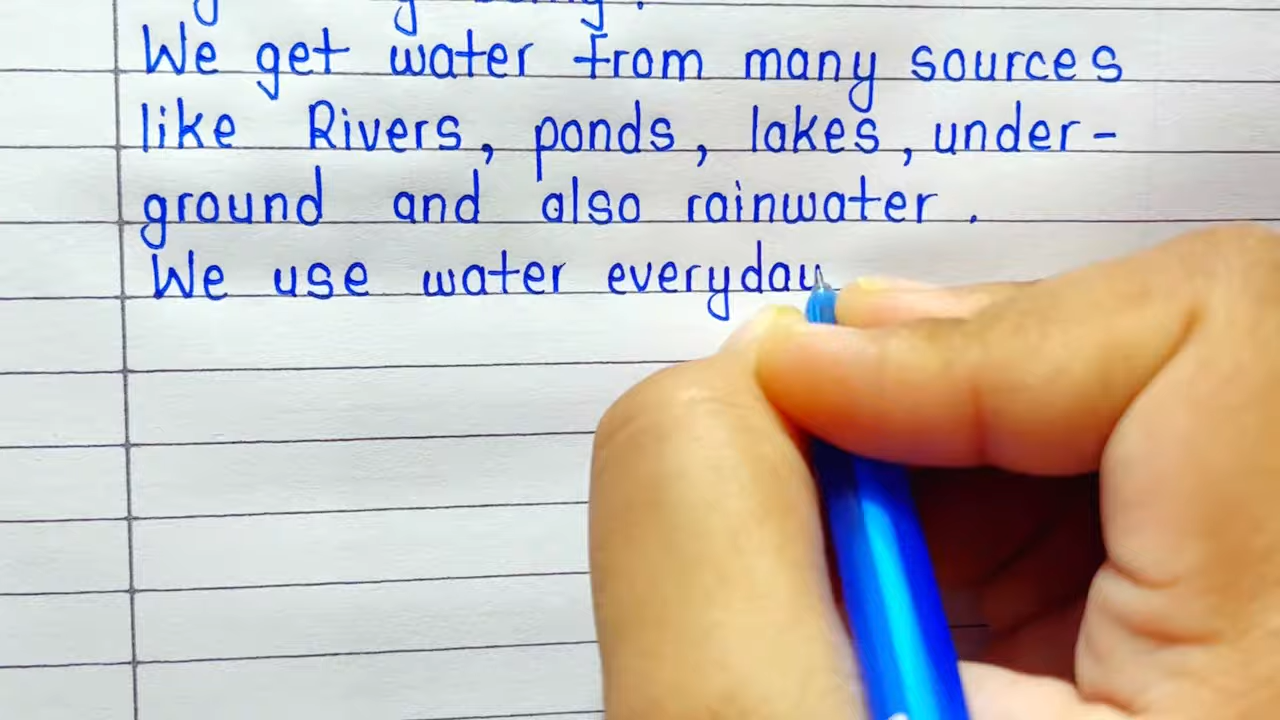 We get water from many sources
like Rivers, ponds, lakes, under-
ground and also rainwater.
We use water everyday